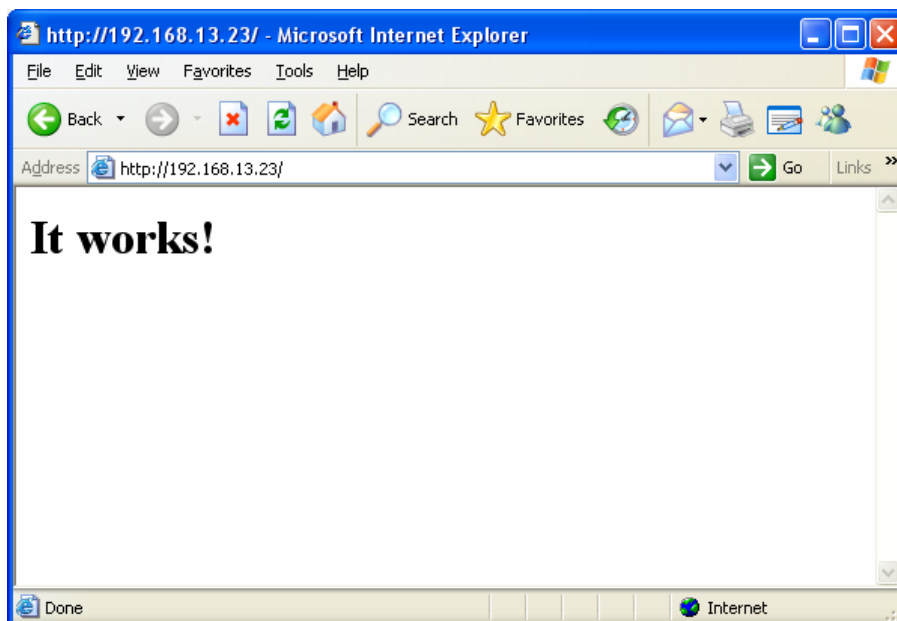 http://192.168.13.23/ - Microsoft Internet Explorer
File Edit View Favorites Tools Help
Back Search Favorites
Address http://192.168.13.23/ Go Links »
It works!
Done Internet